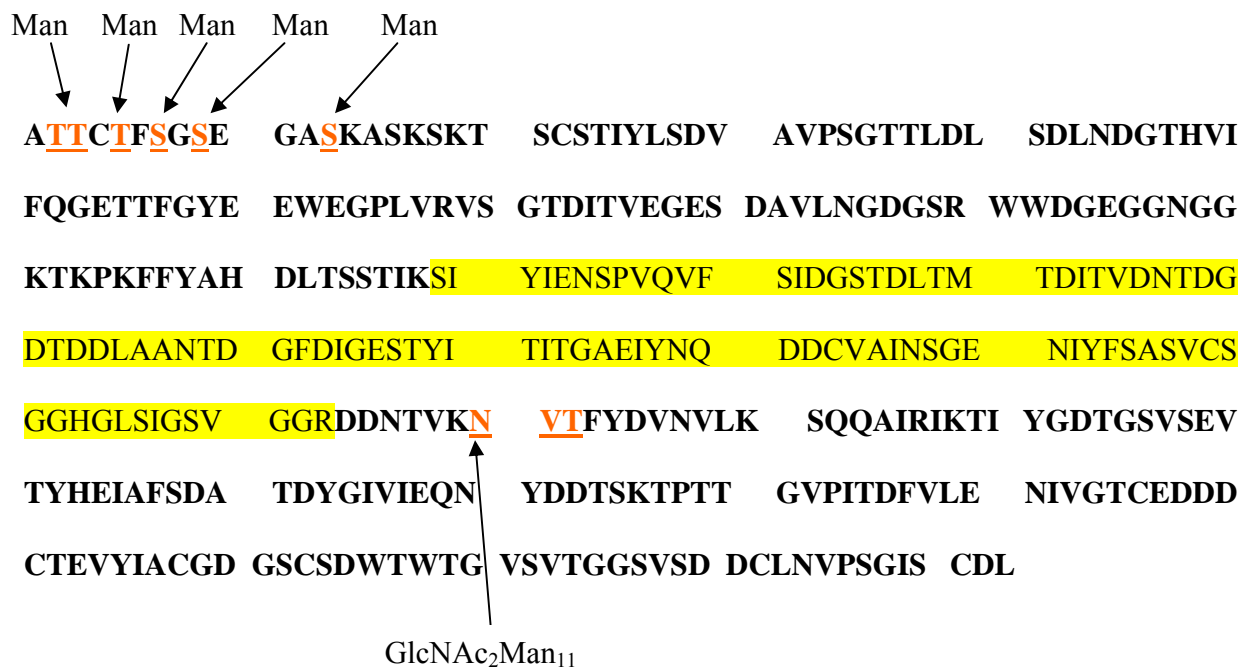 Man Man Man Man Man
ATTCTFSGSE GASKASKSKT SCSTIYLSDV AVPSGTTLDL SDLNDGTHVI
FQGETTFGYE EWEGPLVRVS GTDITVEGES DAVLNGDGSR WWDGEGGNGG
KTKPKFFYAH DLTSSTIKSI YIENSPVQVF SIDGSTDLTM TDITVDNTDG
DTDDLAANTD GFDIGESTYI TITGAEIYNQ DDCVAINSGE NIYFSASVCS
GGHGLSIGSV GGRDDNTVKN VTFYDVNVLK SQQAIRIKTI YGDTGSVSEV
TYHEIAFSDA TDYGIVIEQN YDDTSKTPTT GVPITDFVLE NIVGTCEDDD
CTEVYIACGD GSCSDWTWTG VSVTGGSVSD DCLNVPSGIS CDL
GlcNAc₂Man₁₁